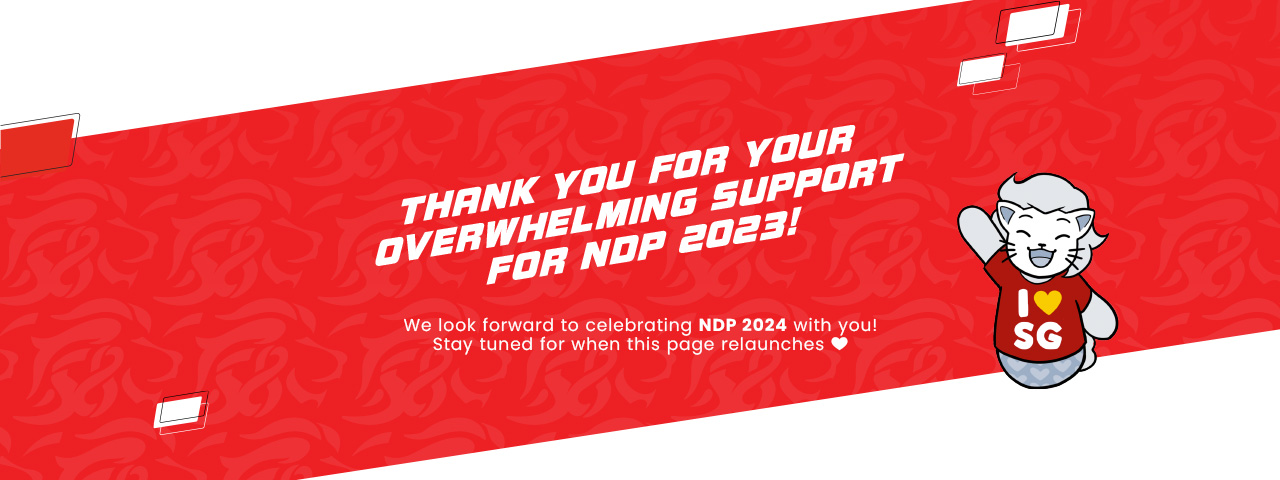 THANK YOU FOR YOUR
OVERWHELMING SUPPORT
FOR NDP 2023!
We look forward to celebrating NDP 2024 with you!
Stay tuned for when this page relaunches ♥
I ♥
SG